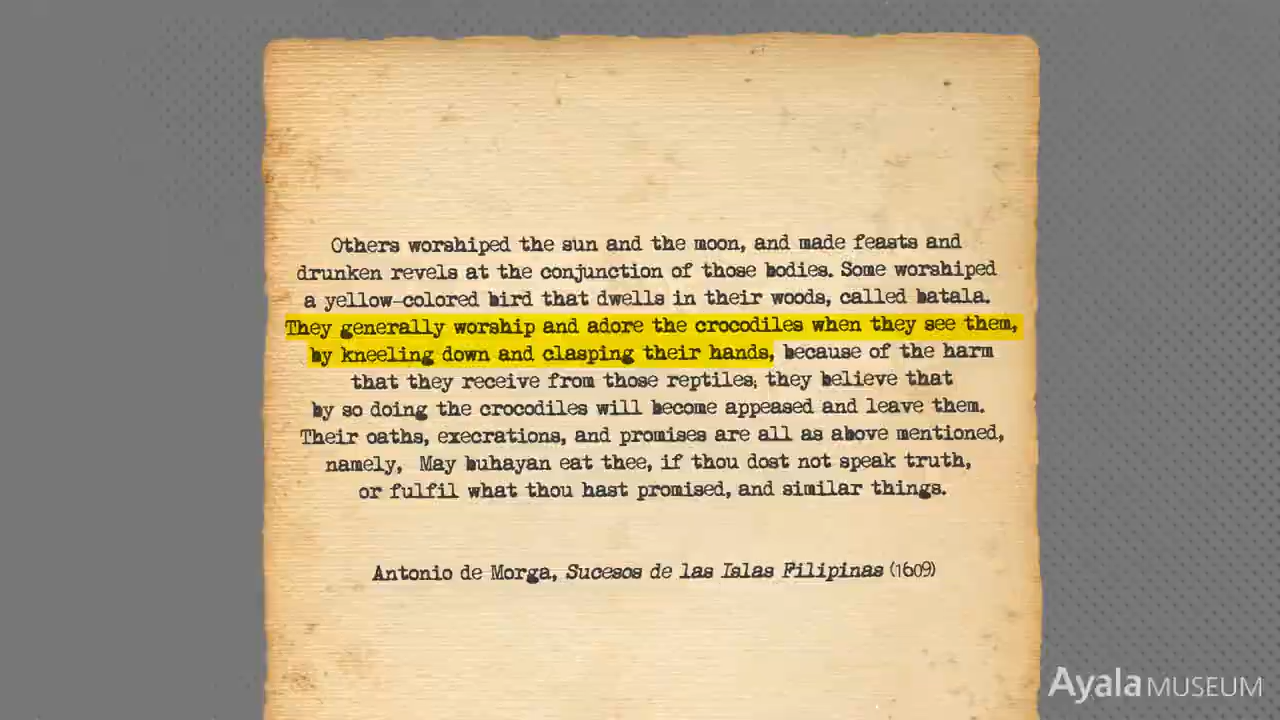 Others worshiped the sun and the moon, and made feasts and
drunken revels at the conjunction of those bodies. Some worshiped
a yellow-colored bird that dwells in their woods, called batala.
They generally worship and adore the crocodiles when they see them,
by kneeling down and clasping their hands, because of the harm
that they receive from those reptiles; they believe that
by so doing the crocodiles will become appeased and leave them.
Their oaths, execrations, and promises are all as above mentioned,
namely, May buhayan eat thee, if thou dost not speak truth,
or fulfil what thou hast promised, and similar things.
Antonio de Morga, Sucesos de las Islas Filipinas (1609)
Ayala MUSEUM